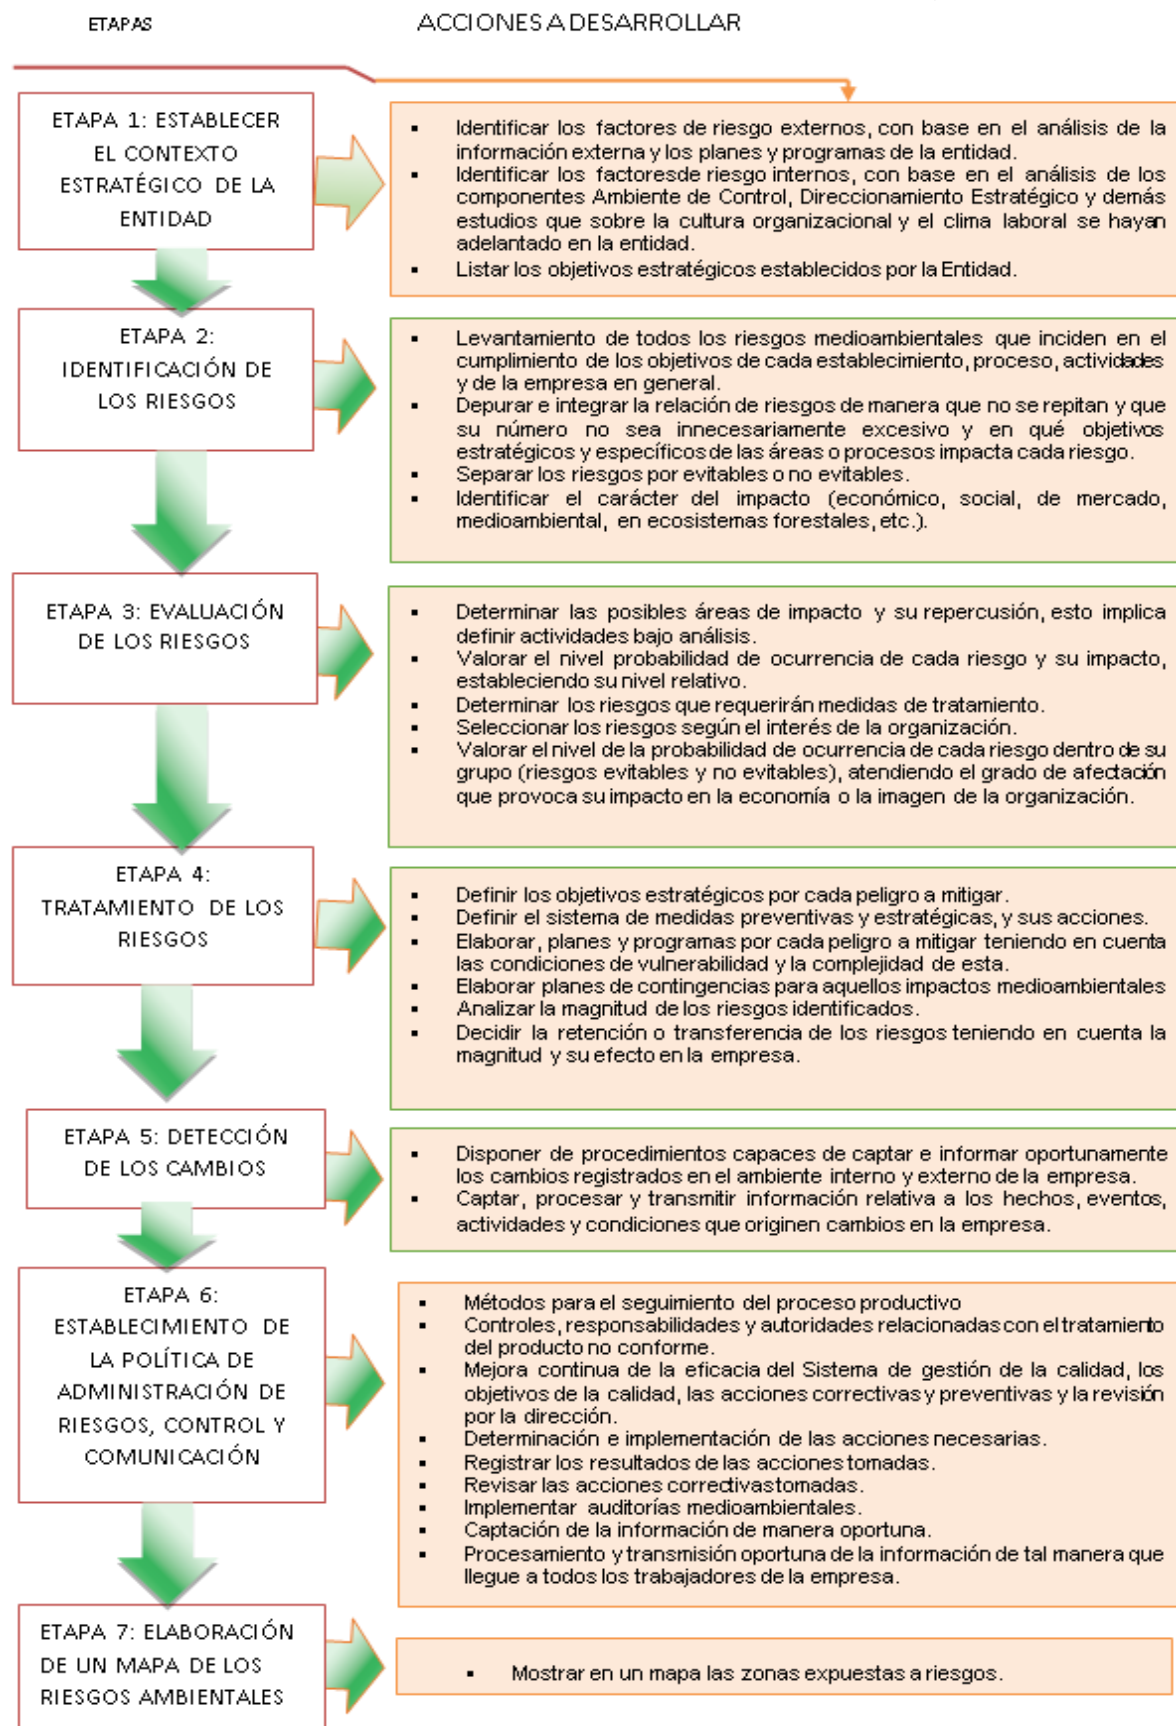 ETAPAS
ACCIONES A DESARROLLAR
ETAPA 1: ESTABLECER
EL CONTEXTO
ESTRATÉGICO DE LA
ENTIDAD
▪ Identificar los factores de riesgo externos, con base en el análisis de la
información externa y los planes y programas de la entidad.
▪ Identificar los factoresde riesgo internos, con base en el análisis de los
componentes Ambiente de Control, Direccionamiento Estratégico y demás
estudios que sobre la cultura organizacional y el clima laboral se hayan
adelantado en la entidad.
▪ Listar los objetivos estratégicos establecidos por la Entidad.
ETAPA 2:
IDENTIFICACIÓN DE
LOS RIESGOS
▪ Levantamiento de todos los riesgos medioambientales que inciden en el
cumplimiento de los objetivos de cada establecimiento, proceso, actividades
y de la empresa en general.
▪ Depurar e integrar la relación de riesgos de manera que no se repitan y que
su número no sea innecesariamente excesivo y en qué objetivos
estratégicos y específicos de las áreas o procesos impacta cada riesgo.
▪ Separar los riesgos por evitables o no evitables.
▪ Identificar el carácter del impacto (económico, social, de mercado,
medioambiental, en ecosistemas forestales, etc.).
ETAPA 3: EVALUACIÓN
DE LOS RIESGOS
▪ Determinar las posibles áreas de impacto y su repercusión, esto implica
definir actividades bajo análisis.
▪ Valorar el nivel probabilidad de ocurrencia de cada riesgo y su impacto,
estableciendo su nivel relativo.
▪ Determinar los riesgos que requerirán medidas de tratamiento.
▪ Seleccionar los riesgos según el interés de la organización.
▪ Valorar el nivel de la probabilidad de ocurrencia de cada riesgo dentro de su
grupo (riesgos evitables y no evitables), atendiendo el grado de afectación
que provoca su impacto en la economía o la imagen de la organización.
ETAPA 4:
TRATAMIENTO DE LOS
RIESGOS
▪ Definir los objetivos estratégicos por cada peligro a mitigar.
▪ Definir el sistema de medidas preventivas y estratégicas, y sus acciones.
▪ Elaborar, planes y programas por cada peligro a mitigar teniendo en cuenta
las condiciones de vulnerabilidad y la complejidad de esta.
▪ Elaborar planes de contingencias para aquellos impactos medioambientales
▪ Analizar la magnitud de los riesgos identificados.
▪ Decidir la retención o transferencia de los riesgos teniendo en cuenta la
magnitud y su efecto en la empresa.
ETAPA 5: DETECCIÓN
DE LOS CAMBIOS
▪ Disponer de procedimientos capaces de captar e informar oportunamente
los cambios registrados en el ambiente interno y externo de la empresa.
▪ Captar, procesar y transmitir información relativa a los hechos, eventos,
actividades y condiciones que originen cambios en la empresa.
ETAPA 6:
ESTABLECIMIENTO DE
LA POLÍTICA DE
ADMINISTRACIÓN DE
RIESGOS, CONTROL Y
COMUNICACIÓN
▪ Métodos para el seguimiento del proceso productivo
▪ Controles, responsabilidades y autoridades relacionadas con el tratamiento
del producto no conforme.
▪ Mejora continua de la eficacia del Sistema de gestión de la calidad, los
objetivos de la calidad, las acciones correctivas y preventivas y la revisión
por la dirección.
▪ Determinación e implementación de las acciones necesarias.
▪ Registrar los resultados de las acciones tomadas.
▪ Revisar las acciones correctivas tomadas.
▪ Implementar auditorías medioambientales.
▪ Captación de la información de manera oportuna.
▪ Procesamiento y transmisión oportuna de la información de tal manera que
llegue a todos los trabajadores de la empresa.
ETAPA 7: ELABORACIÓN
DE UN MAPA DE LOS
RIESGOS AMBIENTALES
▪ Mostrar en un mapa las zonas expuestas a riesgos.